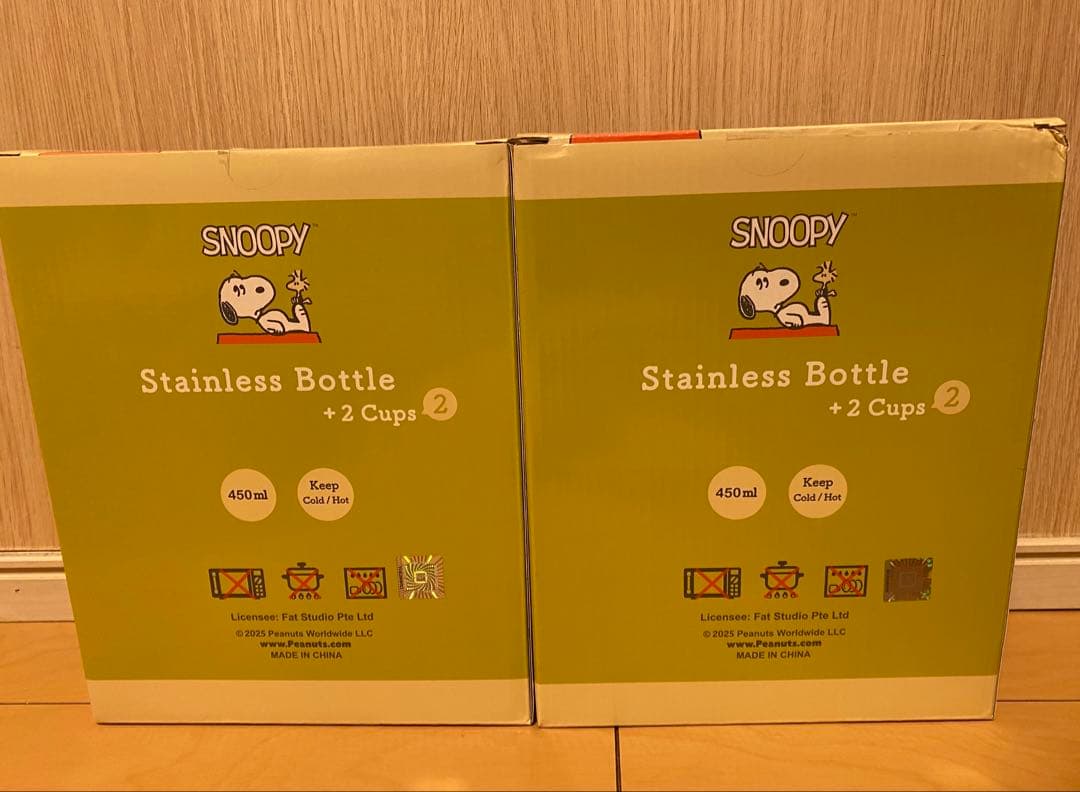 SNOOPY™
Stainless Bottle
+2 Cups 2
450ml
Keep
Cold / Hot
Licensee: Fat Studio Pte Ltd
© 2025 Peanuts Worldwide LLC
www.Peanuts.com
MADE IN CHINA
SNOOPY™
Stainless Bottle
+2 Cups 2
450ml
Keep
Cold / Hot
Licensee: Fat Studio Pte Ltd
© 2025 Peanuts Worldwide LLC
www.Peanuts.com
MADE IN CHINA